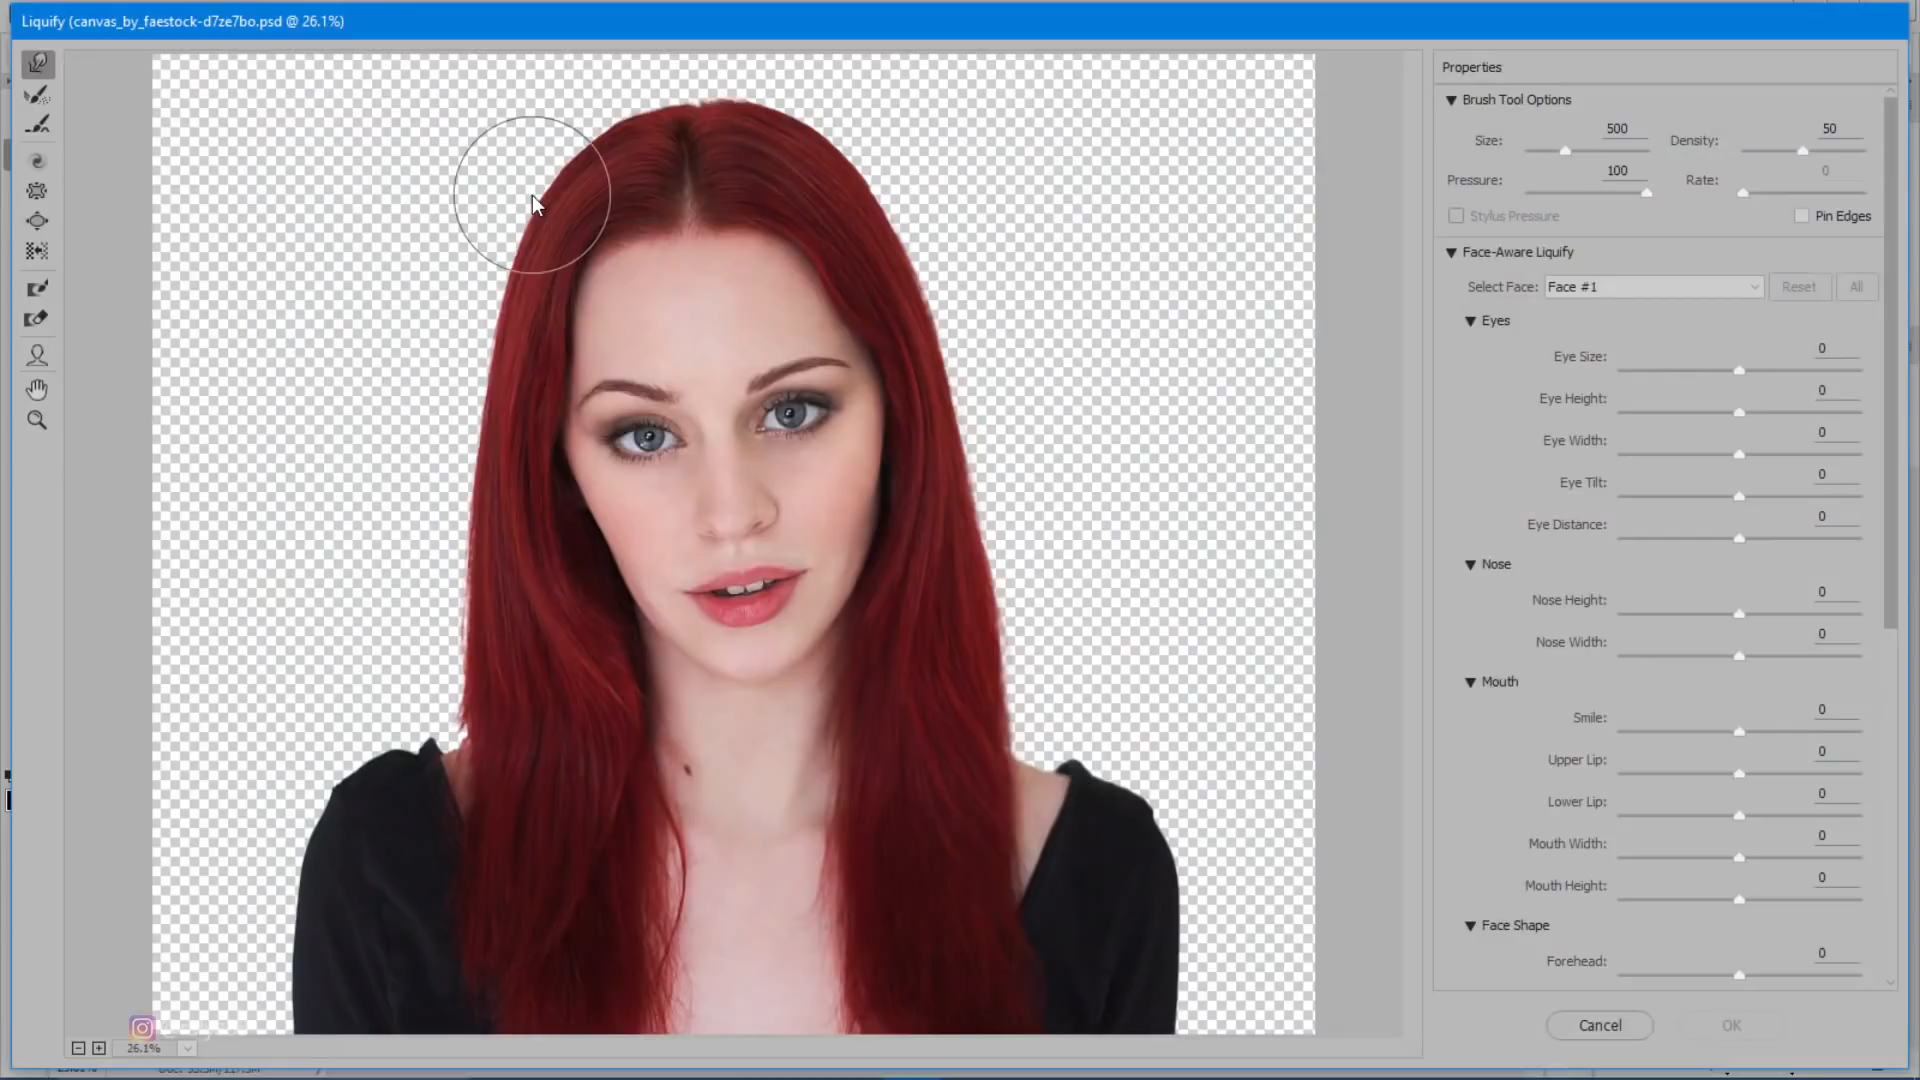 Liquify (canvas_by_faestock-d7ze7bo.psd @ 26.1%)
Properties
Brush Tool Options
Size: 500 Density: 50
Pressure: 100 Rate: 0
Stylus Pressure Pin Edges
Face-Aware Liquify
Select Face: Face #1 Reset All
Eyes
Eye Size: 0
Eye Height: 0
Eye Width: 0
Eye Tilt: 0
Eye Distance: 0
Nose
Nose Height: 0
Nose Width: 0
Mouth
Smile: 0
Upper Lip: 0
Lower Lip: 0
Mouth Width: 0
Mouth Height: 0
Face Shape
Forehead: 0
Cancel OK
26.1%